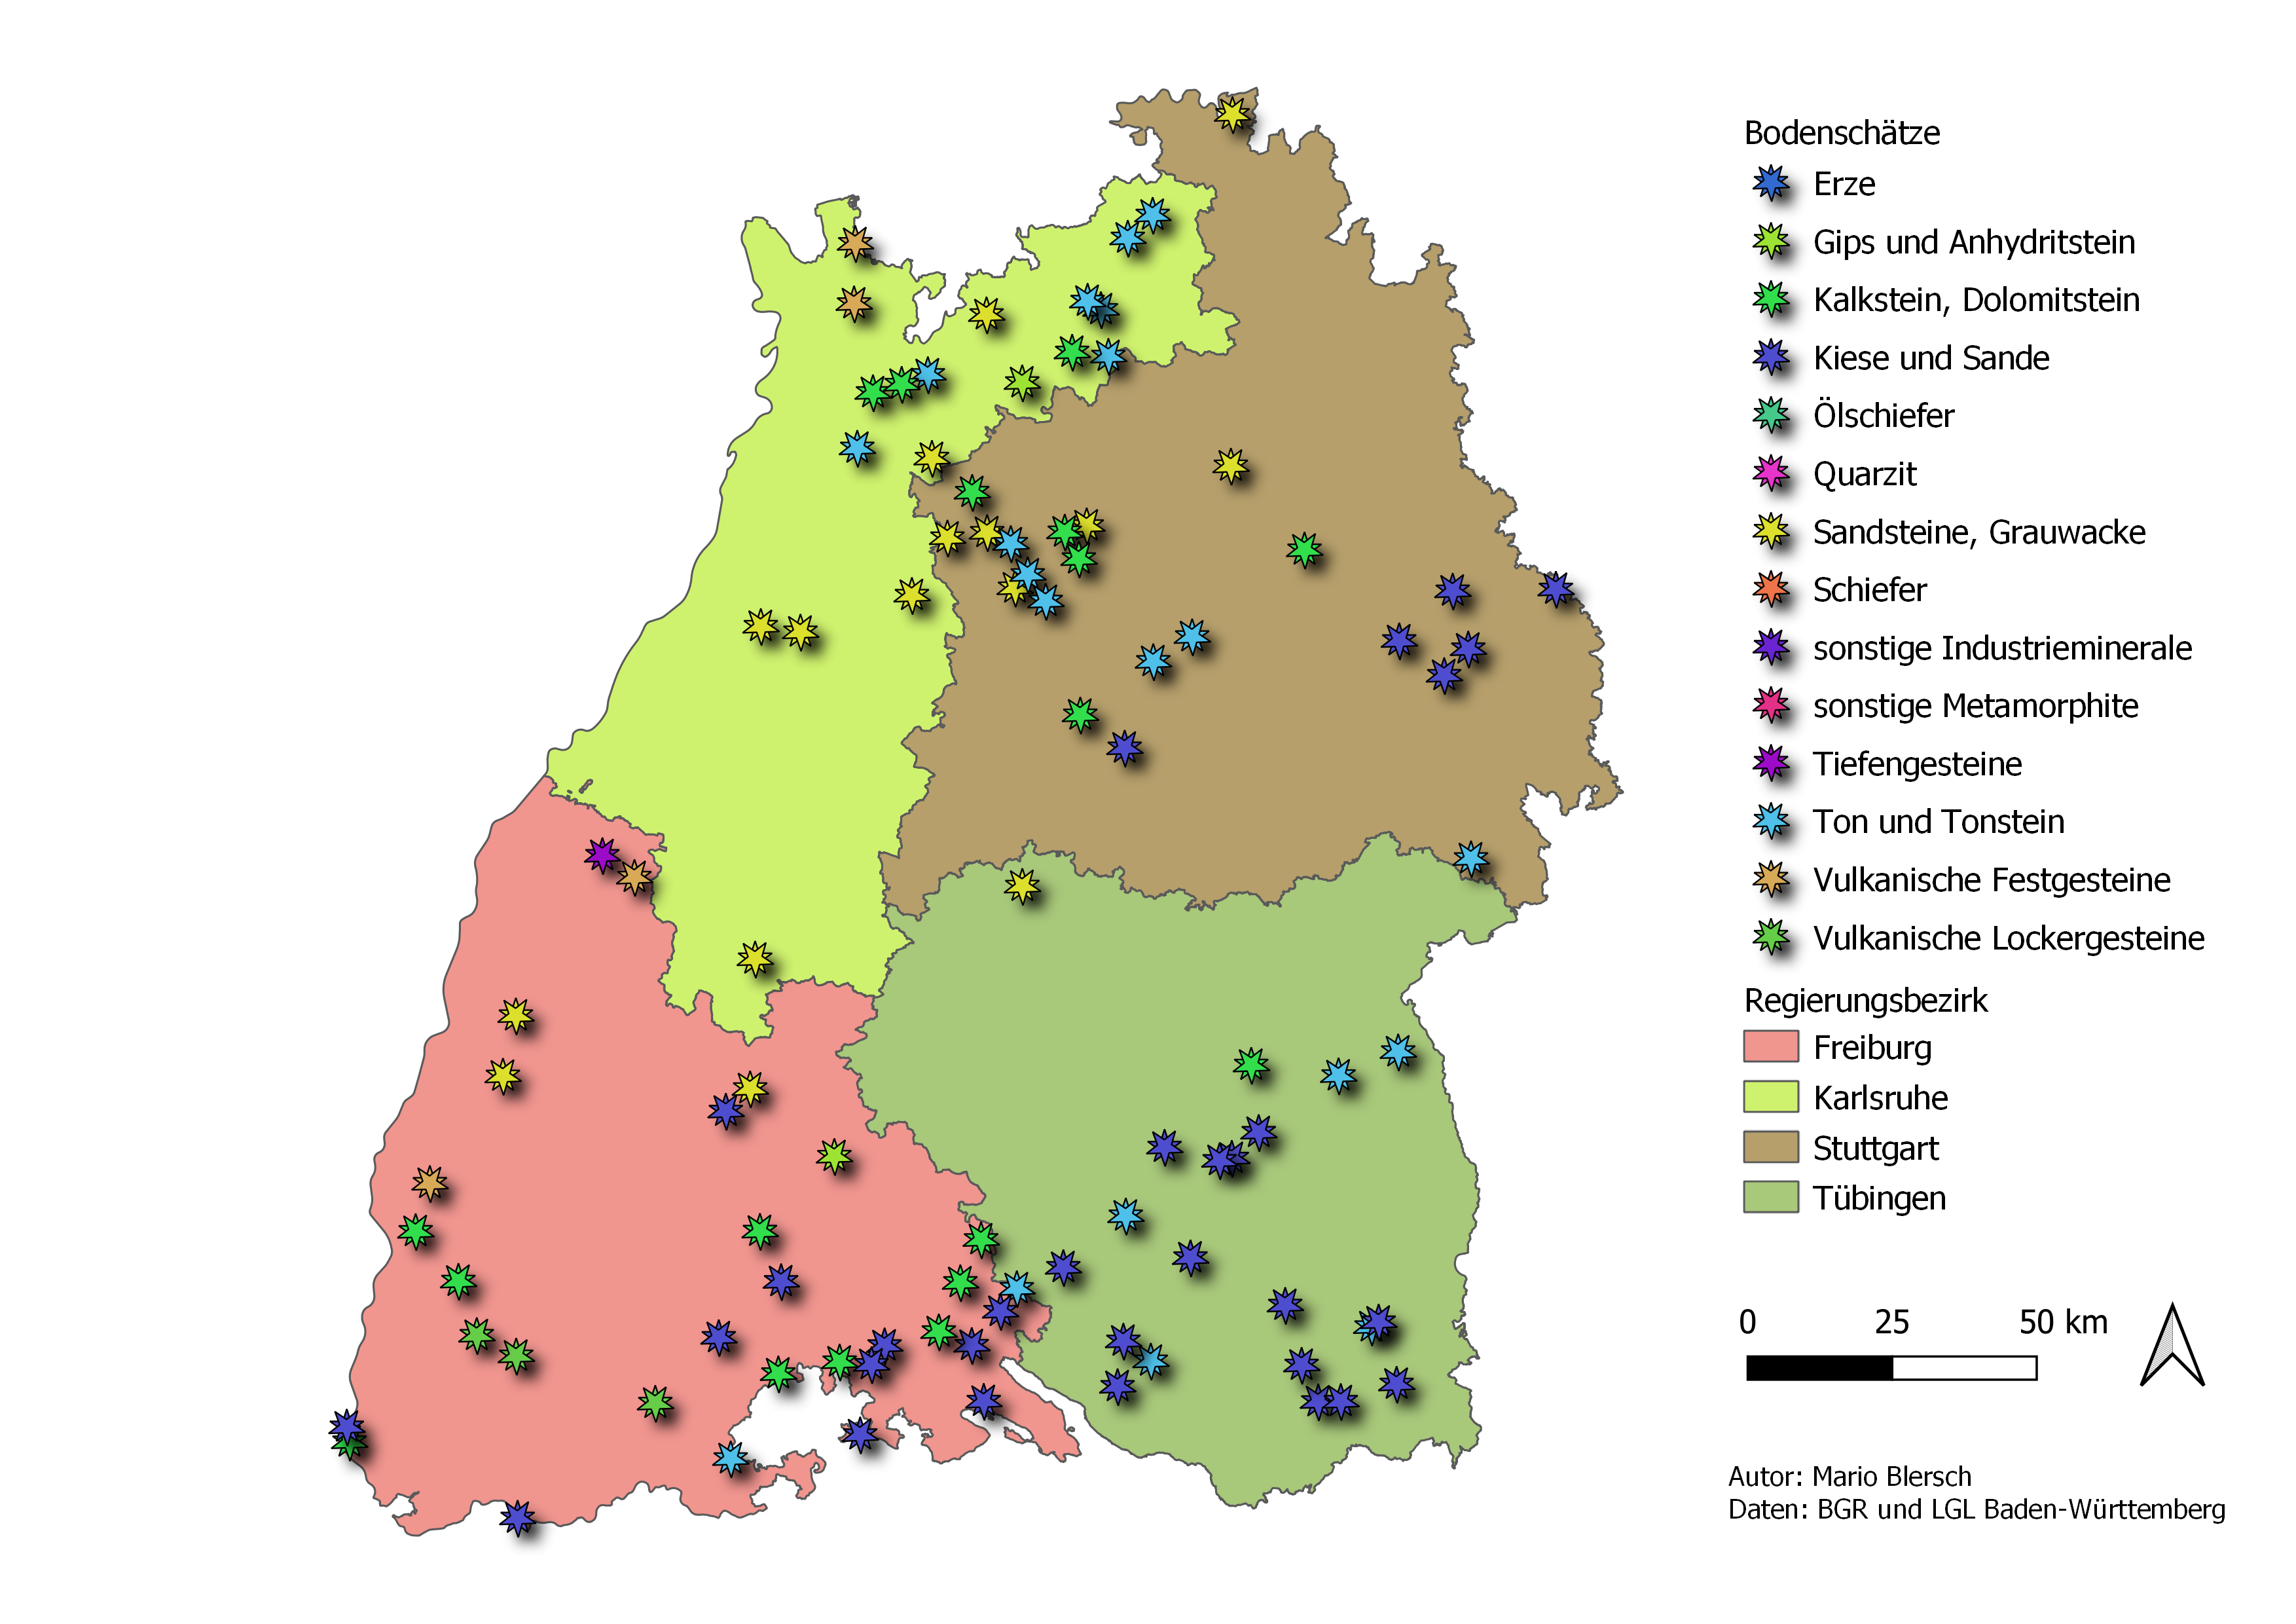 Bodenschätze
Erze
Gips und Anhydritstein
Kalkstein, Dolomitstein
Kiese und Sande
Ölschiefer
Quarzit
Sandsteine, Grauwacke
Schiefer
sonstige Industrieminerale
sonstige Metamorphite
Tiefengesteine
Ton und Tonstein
Vulkanische Festgesteine
Vulkanische Lockergesteine
Regierungsbezirk
Freiburg
Karlsruhe
Stuttgart
Tübingen
0 25 50 km
Autor: Mario Blersch
Daten: BGR und LGL Baden-Württemberg